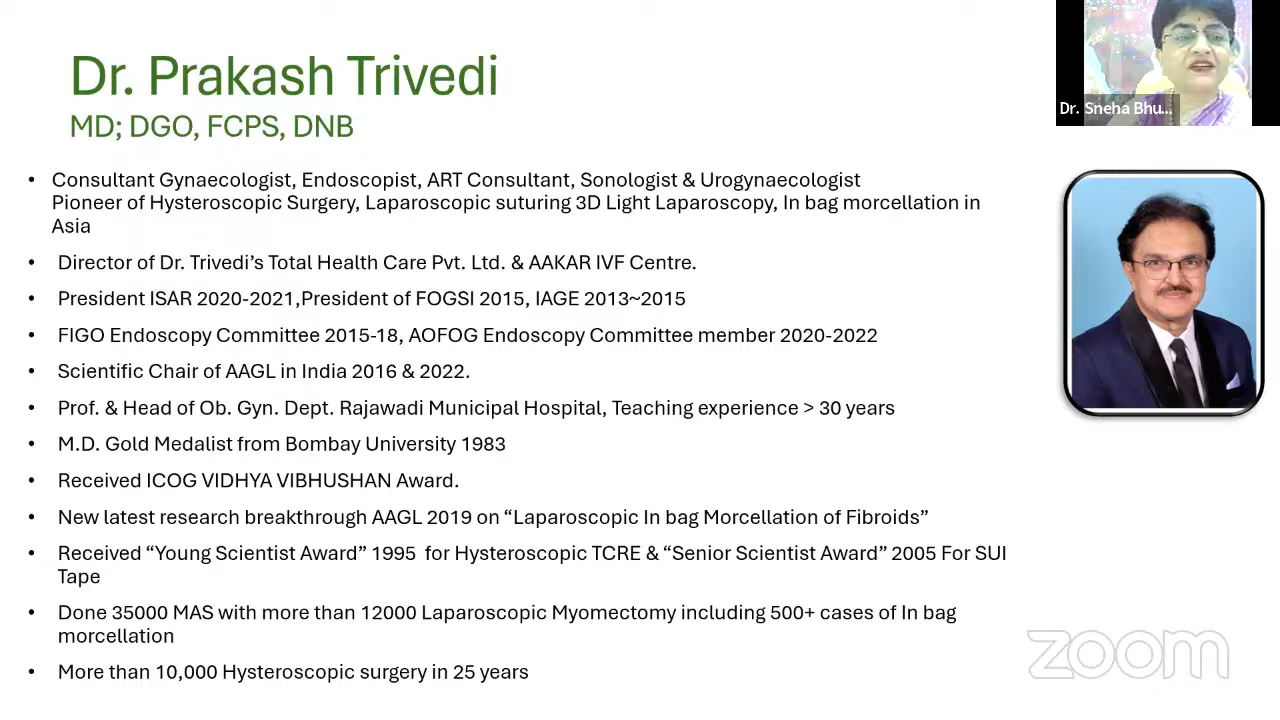 Dr. Prakash Trivedi
MD; DGO, FCPS, DNB
• Consultant Gynaecologist, Endoscopist, ART Consultant, Sonologist & Urogynaecologist
Pioneer of Hysteroscopic Surgery, Laparoscopic suturing 3D Light Laparoscopy, In bag morcellation in
Asia
• Director of Dr. Trivedi’s Total Health Care Pvt. Ltd. & AAKAR IVF Centre.
• President ISAR 2020-2021,President of FOGSI 2015, IAGE 2013~2015
• FIGO Endoscopy Committee 2015-18, AOFOG Endoscopy Committee member 2020-2022
• Scientific Chair of AAGL in India 2016 & 2022.
• Prof. & Head of Ob. Gyn. Dept. Rajawadi Municipal Hospital, Teaching experience > 30 years
• M.D. Gold Medalist from Bombay University 1983
• Received ICOG VIDHYA VIBHUSHAN Award.
• New latest research breakthrough AAGL 2019 on “Laparoscopic In bag Morcellation of Fibroids”
• Received “Young Scientist Award” 1995 for Hysteroscopic TCRE & “Senior Scientist Award” 2005 For SUI
Tape
• Done 35000 MAS with more than 12000 Laparoscopic Myomectomy including 500+ cases of In bag
morcellation
• More than 10,000 Hysteroscopic surgery in 25 years
Dr. Sneha Bhu...
zoom